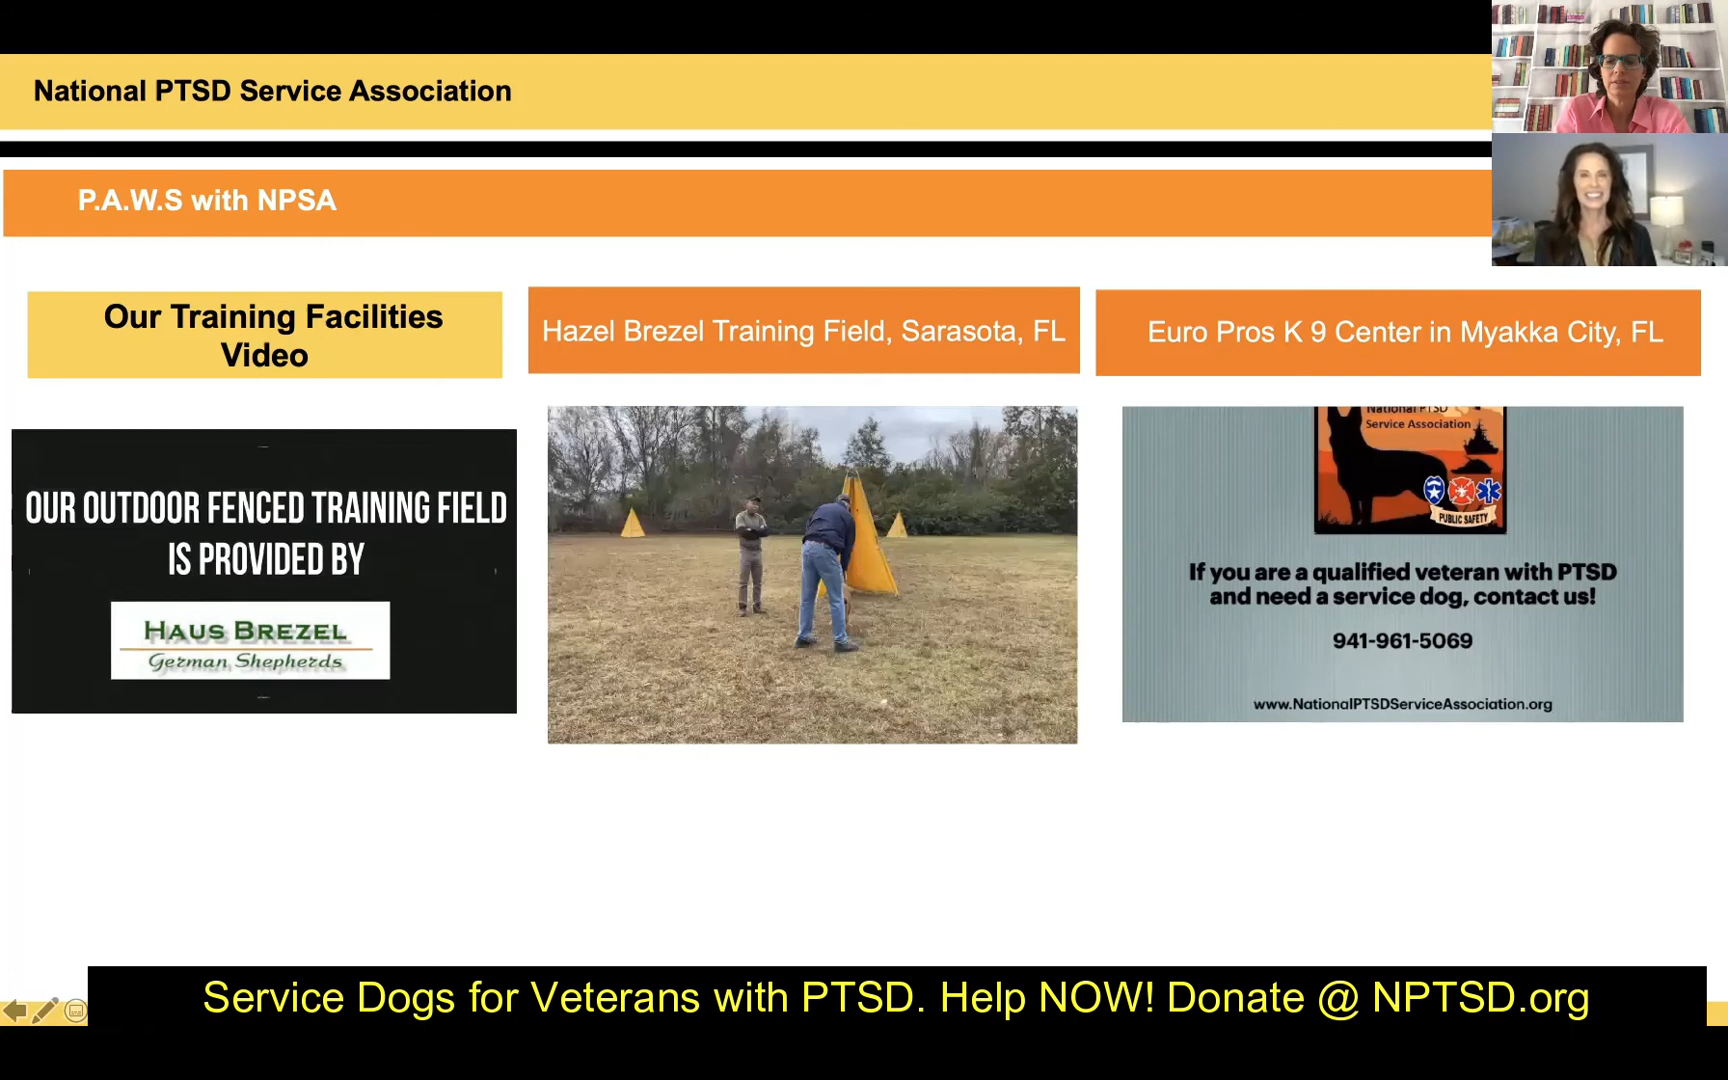 National PTSD Service Association
P.A.W.S with NPSA
Our Training Facilities
Video
Hazel Brezel Training Field, Sarasota, FL
Euro Pros K 9 Center in Myakka City, FL
OUR OUTDOOR FENCED TRAINING FIELD
IS PROVIDED BY
HAUS BREZEL
German Shepherds
National PTSD
Service Association
PUBLIC SAFETY
If you are a qualified veteran with PTSD
and need a service dog, contact us!
941-961-5069
www.NationalPTSDServiceAssociation.org
Service Dogs for Veterans with PTSD. Help NOW! Donate @ NPTSD.org